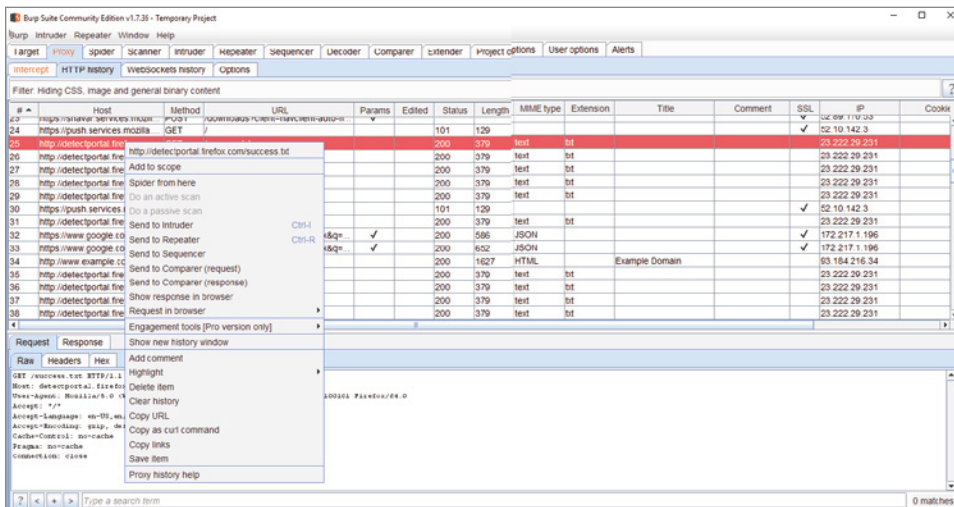 Burp Suite Community Edition v1.7.36 - Temporary Project
Burp Intruder Repeater Window Help
Target Proxy Spider Scanner Intruder Repeater Sequencer Decoder Comparer Extender Project options User options Alerts
Intercept HTTP history WebSockets history Options
Filter: Hiding CSS, image and general binary content
?
# Host Method URL Params Edited Status Length MIME type Extension Title Comment SSL IP Cookie
23 https://shavar.services.mozill... POST ✓ ✓
24 https://push.services.mozilla.... GET / 101 129 ✓ 52.10.142.3
25 http://detectportal.fire 200 379 text txt 23.222.29.231
26 http://detectportal.fire 200 379 text txt 23.222.29.231
27 http://detectportal.fire 200 379 text txt 23.222.29.231
28 http://detectportal.fire 200 379 text txt 23.222.29.231
29 http://detectportal.fire 200 379 text txt 23.222.29.231
30 https://push.services.r 101 129 ✓ 52.10.142.3
31 http://detectportal.fire 200 379 text txt 23.222.29.231
32 https://www.google.co x&q=... ✓ 200 586 JSON ✓ 172.217.1.196
33 https://www.google.co x&q=... ✓ 200 652 JSON ✓ 172.217.1.196
34 http://www.example.cc 200 1627 HTML Example Domain 93.184.216.34
35 http://detectportal.fire 200 379 text txt 23.222.29.231
36 http://detectportal.fire 200 379 text txt 23.222.29.231
37 http://detectportal.fire 200 379 text txt 23.222.29.231
38 http://detectportal.fire 200 379 text txt 23.222.29.231
http://detectportal.firefox.com/success.txt
Add to scope
Spider from here
Do an active scan
Do a passive scan
Send to Intruder Ctrl-I
Send to Repeater Ctrl-R
Send to Sequencer
Send to Comparer (request)
Send to Comparer (response)
Show response in browser
Request in browser
Engagement tools [Pro version only]
Show new history window
Add comment
Highlight
Delete item
Clear history
Copy URL
Copy as curl command
Copy links
Save item
Proxy history help
Request Response
Raw Headers Hex
GET /success.txt HTTP/1.1
Host: detectportal.firefo
User-Agent: Mozilla/5.0 (W 100101 Firefox/64.0
Accept: */*
Accept-Language: en-US,en
Accept-Encoding: gzip, de
Cache-Control: no-cache
Pragma: no-cache
Connection: close
? < + > Type a search term 0 matches